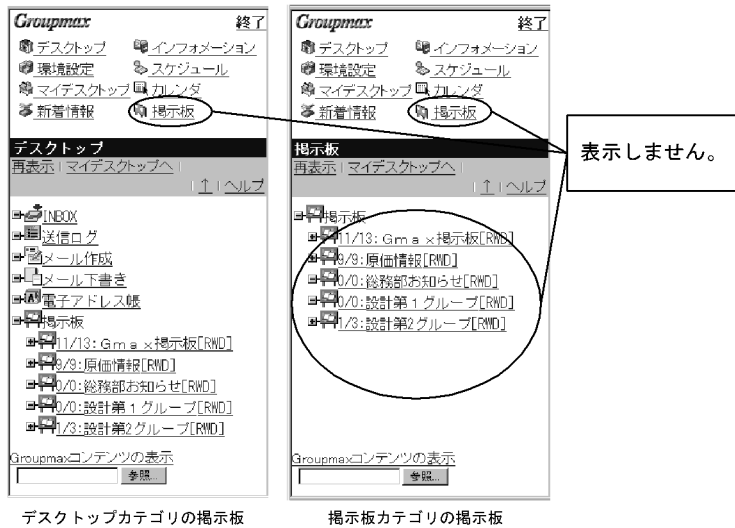 Groupmax 終了
デスクトップ インフォメーション
環境設定 スケジュール
マイデスクトップ カレンダ
新着情報 掲示板
デスクトップ
再表示 | マイデスクトップへ |
| ↑ | ヘルプ
INBOX
送信ログ
メール作成
メール下書き
電子アドレス帳
掲示板
11/13:Gmax掲示板[RWD]
9/9:原価情報[RWD]
0/0:総務部お知らせ[RWD]
0/0:設計第1グループ[RWD]
1/3:設計第2グループ[RWD]
Groupmaxコンテンツの表示
参照...
デスクトップカテゴリの掲示板
Groupmax 終了
デスクトップ インフォメーション
環境設定 スケジュール
マイデスクトップ カレンダ
新着情報 掲示板
掲示板
再表示 | マイデスクトップへ |
| ↑ | ヘルプ
掲示板
11/13:Gmax掲示板[RWD]
9/9:原価情報[RWD]
0/0:総務部お知らせ[RWD]
0/0:設計第1グループ[RWD]
1/3:設計第2グループ[RWD]
Groupmaxコンテンツの表示
参照...
掲示板カテゴリの掲示板
表示しません。